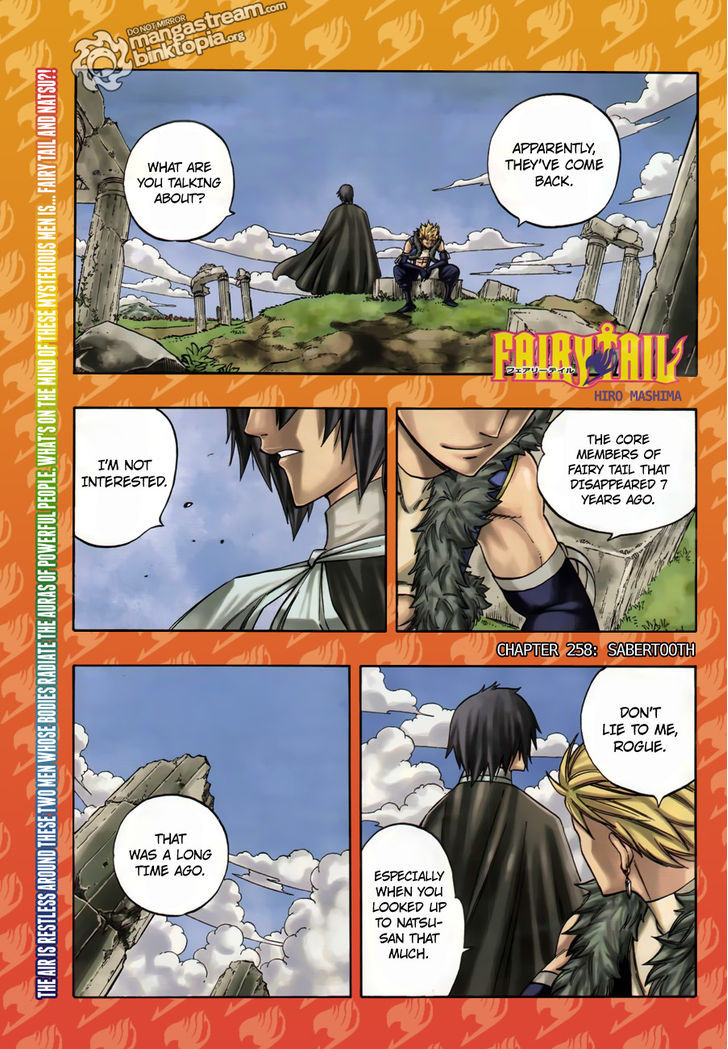 DO NOT MIRROR
mangastream.com
binktopia.org
THE AIR IS RESTLESS AROUND THESE TWO MEN WHOSE BODIES RADIATE THE AURAS OF POWERFUL PEOPLE. WHAT'S ON THE MIND OF THESE MYSTEROUS MEN IS... FAIRY TAIL AND NATSU?!
APPARENTLY,
THEY'VE COME
BACK.
WHAT ARE
YOU TALKING
ABOUT?
FAIRY TAIL
フェアリーテイル
HIRO MASHIMA
THE CORE
MEMBERS OF
FAIRY TAIL THAT
DISAPPEARED 7
YEARS AGO.
I'M NOT
INTERESTED.
CHAPTER 258: SABERTOOTH
DON'T
LIE TO ME,
ROGUE.
ESPECIALLY
WHEN YOU
LOOKED UP
TO NATSU-
SAN THAT
MUCH.
THAT
WAS A LONG
TIME AGO.